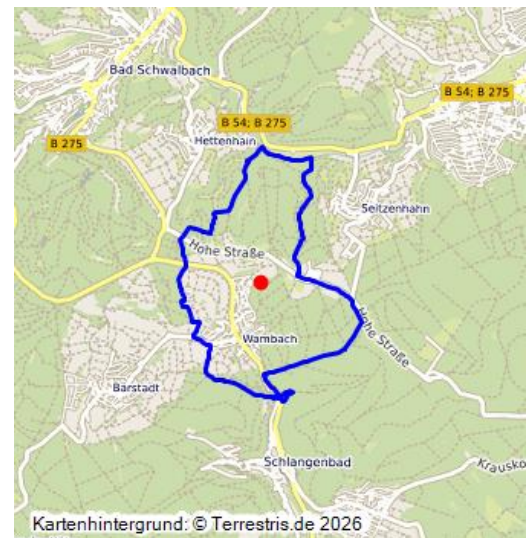 Bad Schwalbach
B 54; B 275
B 54; B 275
B 275
Hettenhain
Seitzenhahn
Hohe Straße
Hohe Straße
Wambach
Bärstadt
Schlangenbad
Krausko
Kartenhintergrund: © Terrestris.de 2026